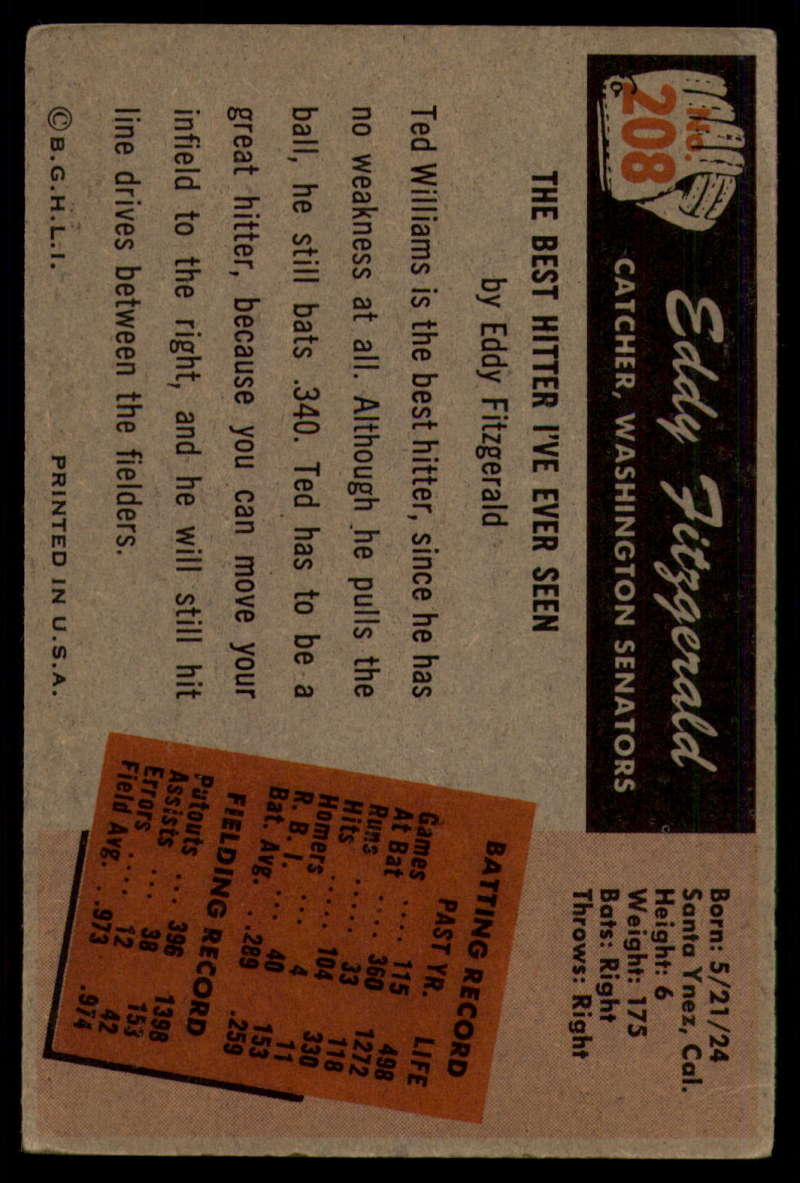 No.
208
Eddy Fitzgerald
CATCHER, WASHINGTON SENATORS
Born: 5/21/24
Santa Ynez, Cal.
Height: 6
Weight: 175
Bats: Right
Throws: Right
THE BEST HITTER I'VE EVER SEEN
by Eddy Fitzgerald
Ted Williams is the best hitter, since he has
no weakness at all. Although he pulls the
ball, he still bats .340. Ted has to be a
great hitter, because you can move your
infield to the right, and he will still hit
line drives between the fielders.
© B.G.H.L.I. PRINTED IN U.S.A.
BATTING RECORD
PAST YR. LIFE
Games .... 115 498
At Bat .... 360 1272
Runs ..... 33 118
Hits ..... 104 330
Homers ... 4 11
R. B. I. ... 40 153
Bat. Avg. . .289 .259
FIELDING RECORD
Putouts ... 396 1398
Assists ... 38 153
Errors .... 12 42
Field Avg. . .973 .974